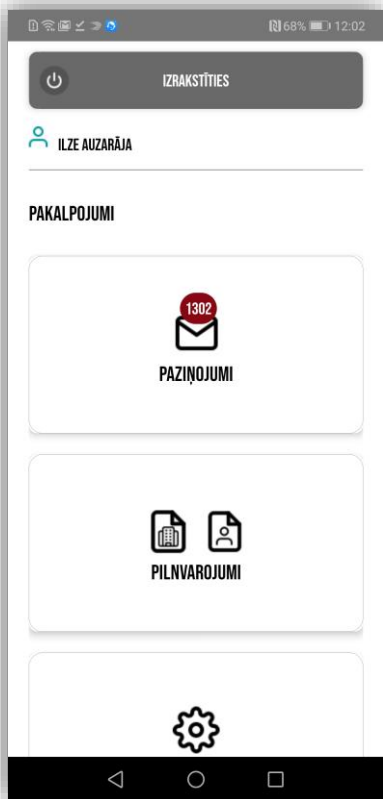 68% 12:02
IZRAKSTĪTIES
ILZE AUZARĀJA
PAKALPOJUMI
1302
PAZIŅOJUMI
PILNVAROJUMI